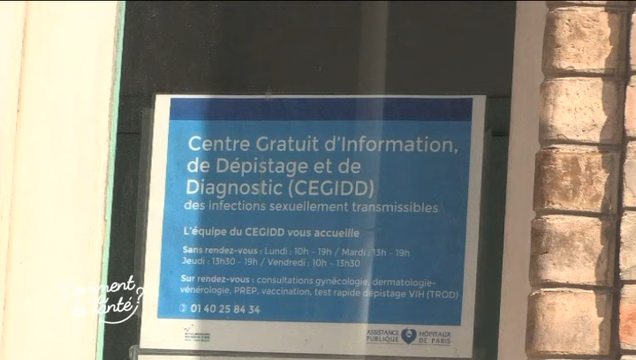 Centre Gratuit d'Information,
de Dépistage et de
Diagnostic (CEGIDD)
des infections sexuellement transmissibles
L'équipe du CEGIDD vous accueille
Sans rendez-vous : Lundi : 10h - 19h / Mardi : 13h - 19h
Jeudi : 13h30 - 19h / Vendredi : 10h - 13h30
Sur rendez-vous : consultations gynécologie, dermatologie-
vénérologie, PREP, vaccination, test rapide dépistage VIH (TROD)
01 40 25 84 34
ASSISTANCE HÔPITAUX
PUBLIQUE DE PARIS
santé?